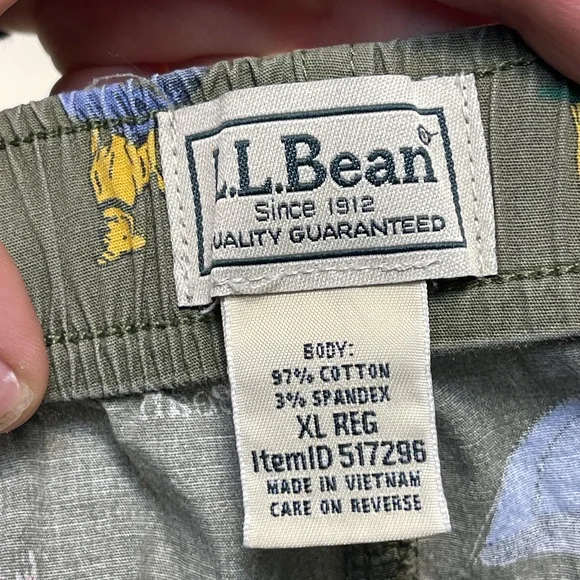 L.L.Bean
Since 1912
QUALITY GUARANTEED
BODY:
97% COTTON
3% SPANDEX
XL REG
ItemID 517296
MADE IN VIETNAM
CARE ON REVERSE